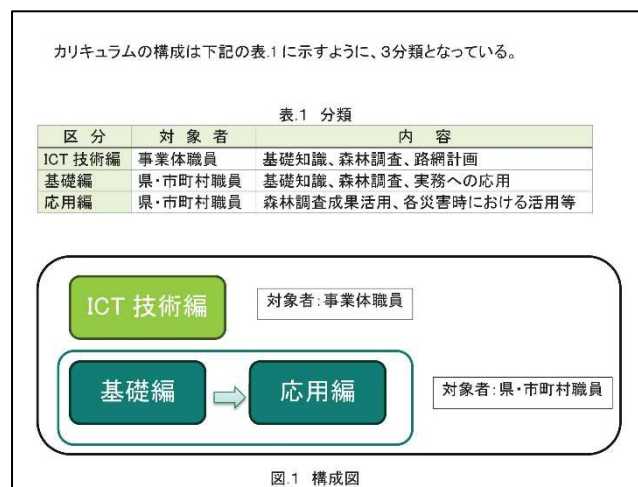 カリキュラムの構成は下記の表.1に示すように、3分類となっている。
表.1 分類
区分 対象者 内容
ICT技術編 事業体職員 基礎知識、森林調査、路網計画
基礎編 県・市町村職員 基礎知識、森林調査、実務への応用
応用編 県・市町村職員 森林調査成果活用、各災害時における活用等
ICT 技術編
対象者:事業体職員
基礎編
応用編
対象者:県・市町村職員
図.1 構成図